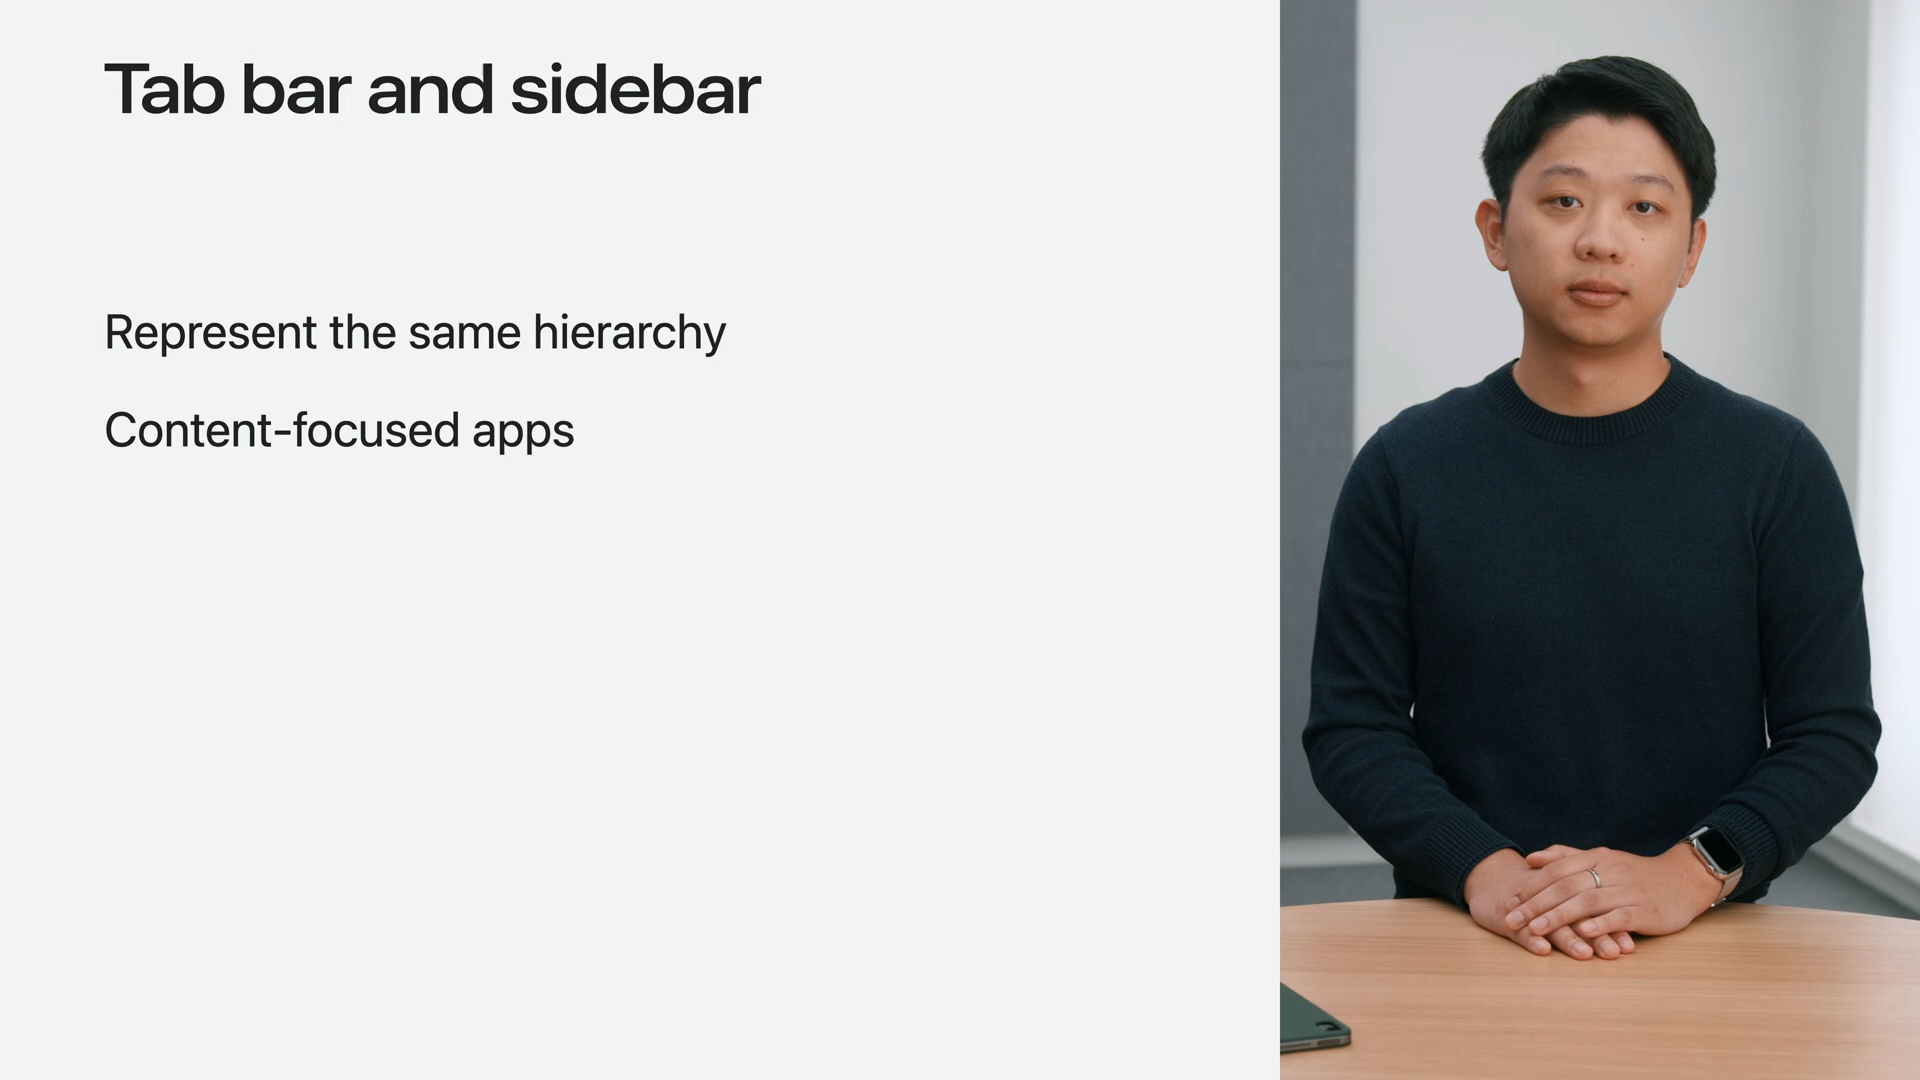 Tab bar and sidebar
Represent the same hierarchy
Content-focused apps